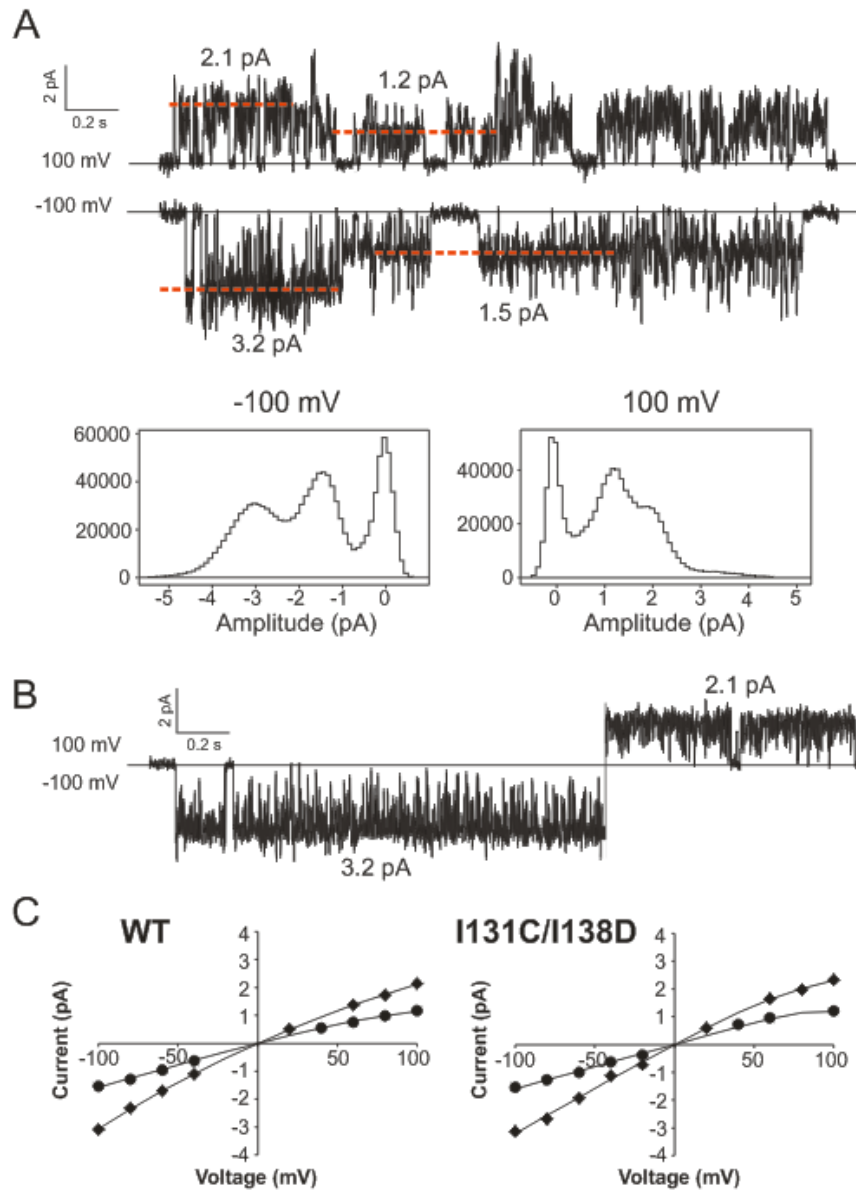 A
2.1 pA
1.2 pA
2 pA
0.2 s
100 mV
-100 mV
3.2 pA
1.5 pA
-100 mV
100 mV
60000
40000
20000
0
-5 -4 -3 -2 -1 0
Amplitude (pA)
40000
20000
0
0 1 2 3 4 5
Amplitude (pA)
B
2 pA
0.2 s
2.1 pA
100 mV
-100 mV
3.2 pA
C
WT
Current (pA)
4
3
2
1
-1
-2
-3
-4
-100 -50 50 100
Voltage (mV)
I131C/I138D
Current (pA)
4
3
2
1
-1
-2
-3
-4
-100 -50 50 100
Voltage (mV)